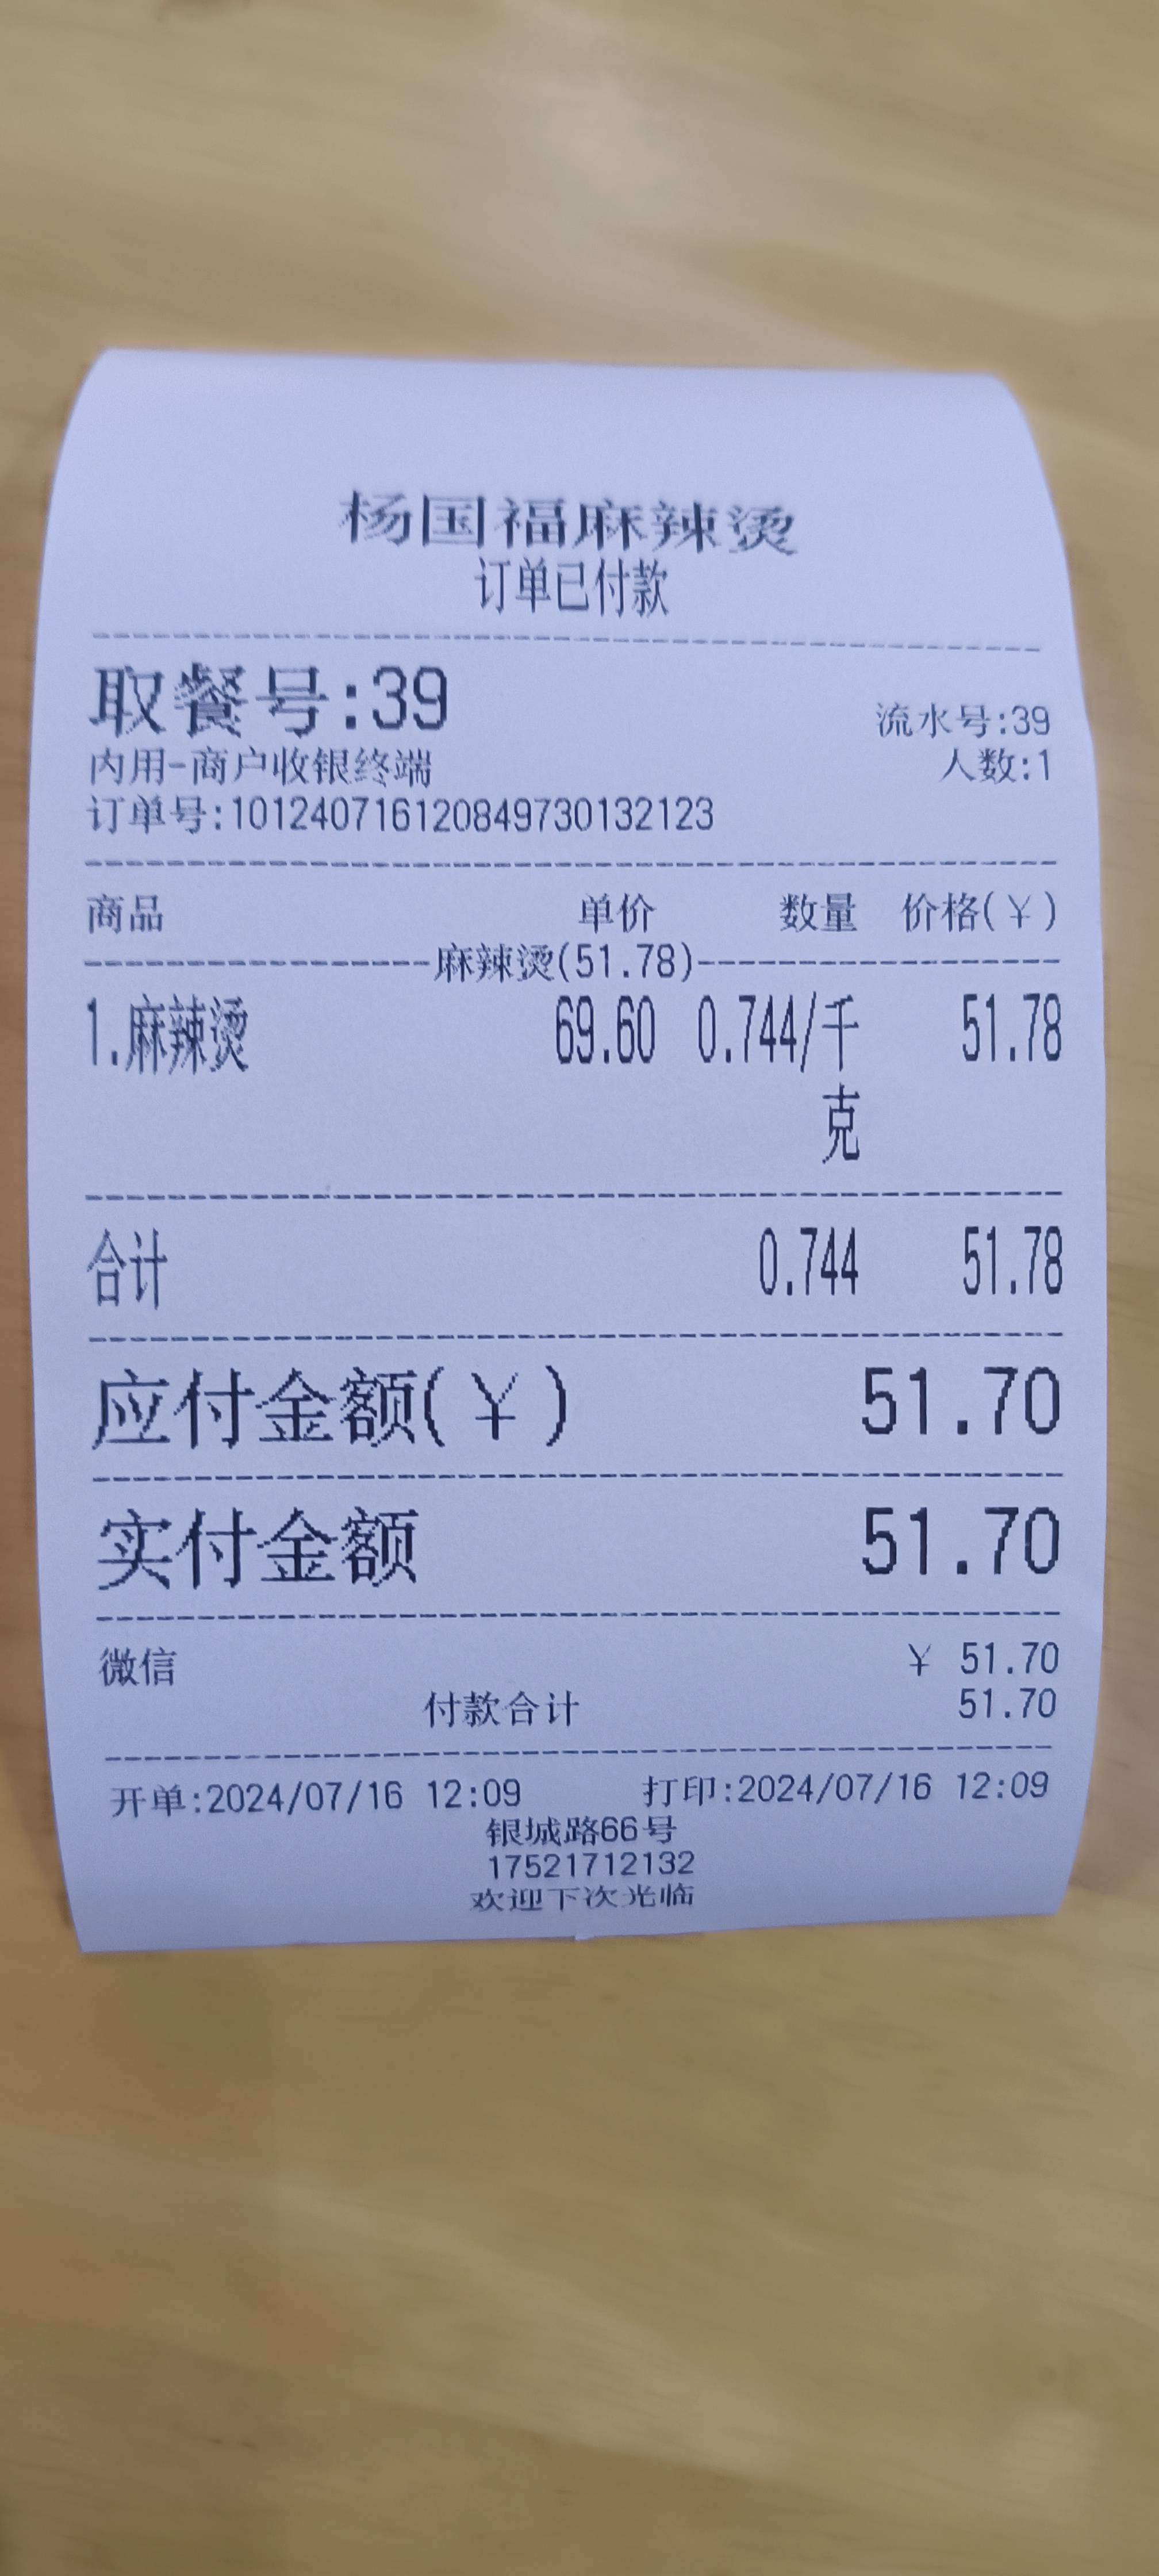 杨国福麻辣烫
订单已付款
取餐号:39
流水号:39
内用-商户收银终端 人数:1
订单号:101240716120849730132123
商品 单价 数量 价格(¥)
麻辣烫(51.78)
1.麻辣烫 69.60 0.744/千克 51.78
合计 0.744 51.78
应付金额(¥) 51.70
实付金额 51.70
微信 ¥ 51.70
付款合计 51.70
开单:2024/07/16 12:09 打印:2024/07/16 12:09
银城路66号
17521712132
欢迎下次光临